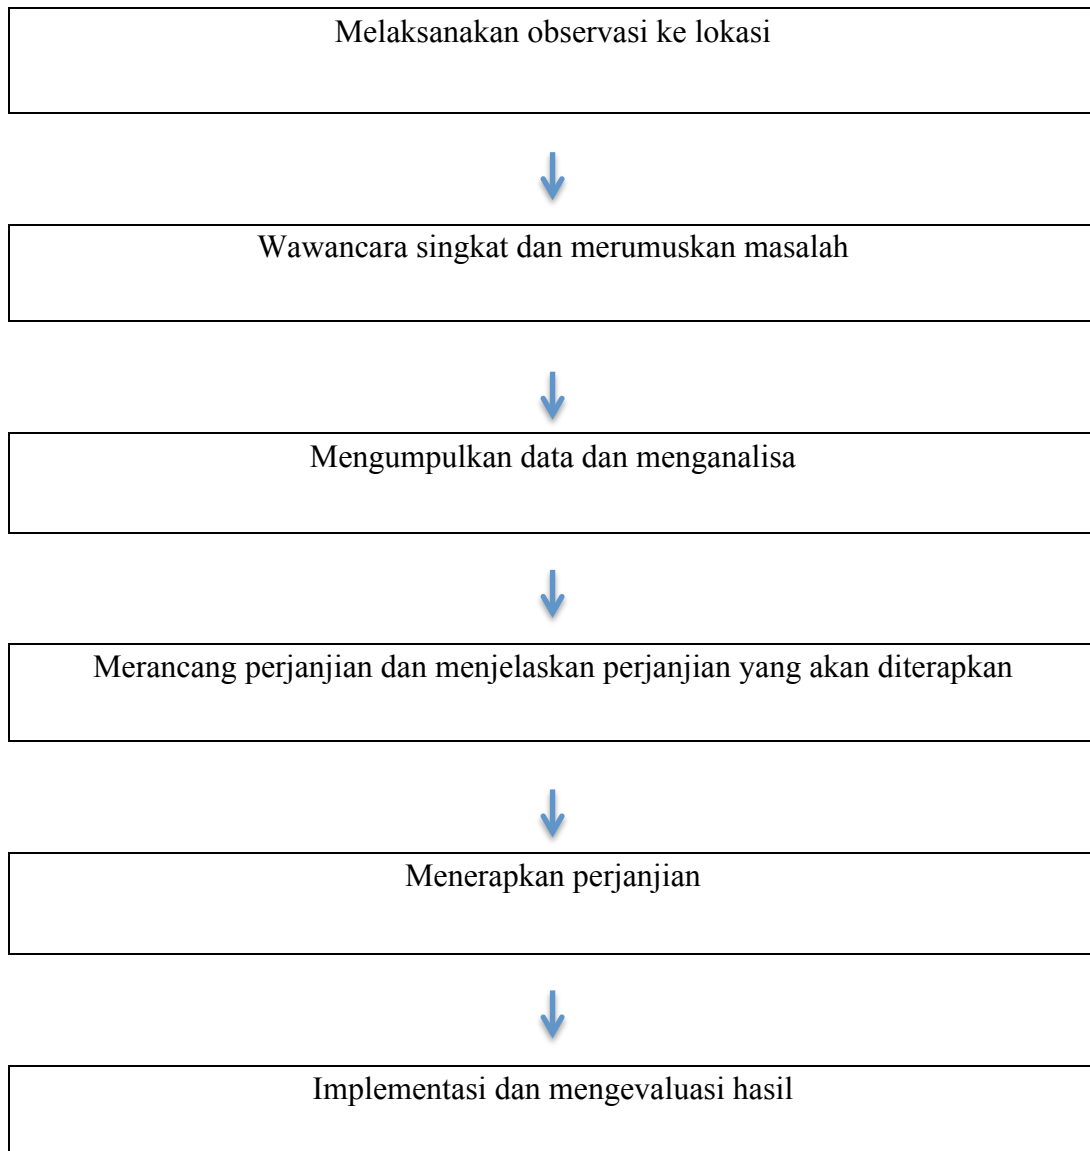 Melaksanakan observasi ke lokasi
Wawancara singkat dan merumuskan masalah
Mengumpulkan data dan menganalisa
Merancang perjanjian dan menjelaskan perjanjian yang akan diterapkan
Menerapkan perjanjian
Implementasi dan mengevaluasi hasil